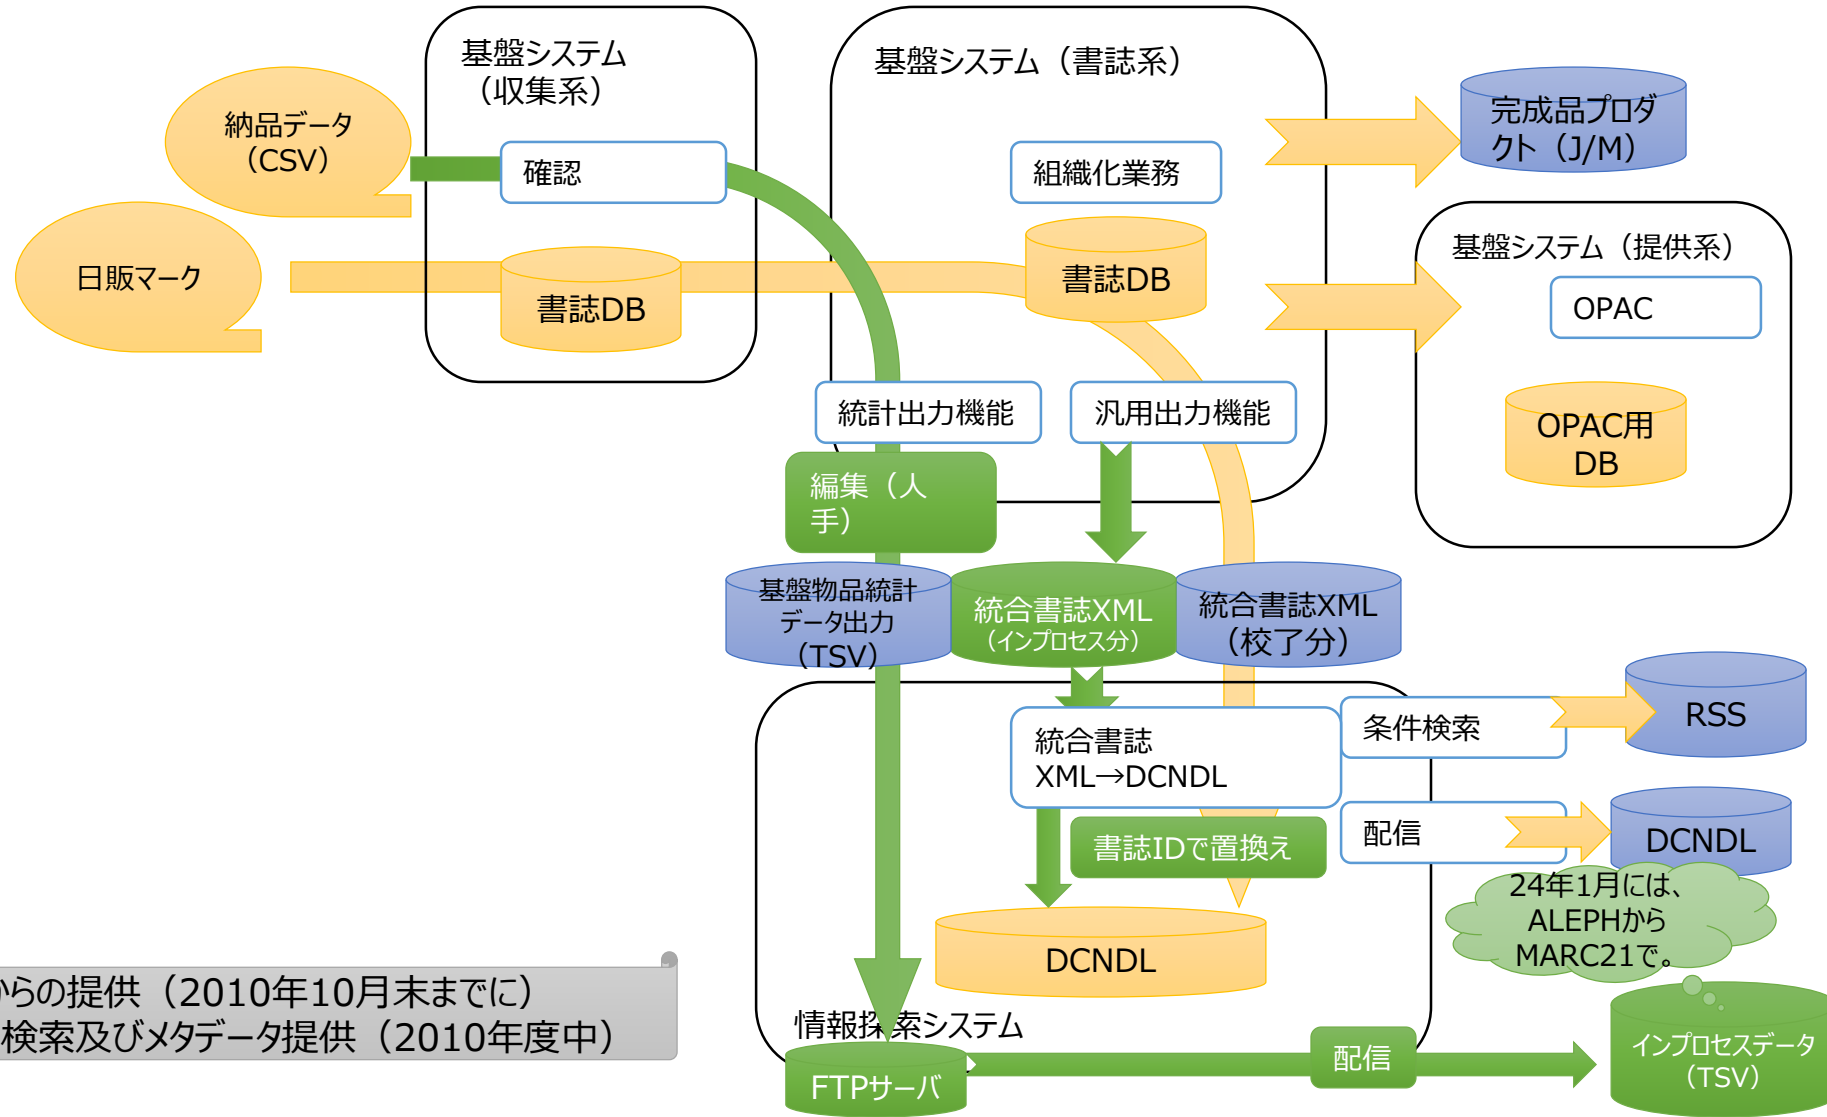 基盤システム
（収集系）
基盤システム（書誌系）
納品データ
（CSV）
確認
組織化業務
完成品プロダ
クト（J/M）
日販マーク
書誌DB
書誌DB
基盤システム（提供系）
OPAC
OPAC用
DB
統計出力機能
汎用出力機能
編集（人
手）
基盤物品統計
データ出力
（TSV）
統合書誌XML
（インプロセス分）
統合書誌XML
（校了分）
統合書誌
XML→DCNDL
条件検索
RSS
配信
DCNDL
書誌IDで置換え
24年1月には、
ALEPHから
MARC21で。
DCNDL
からの提供（2010年10月末までに）
検索及びメタデータ提供（2010年度中）
情報探索システム
FTPサーバ
配信
インプロセスデータ
（TSV）